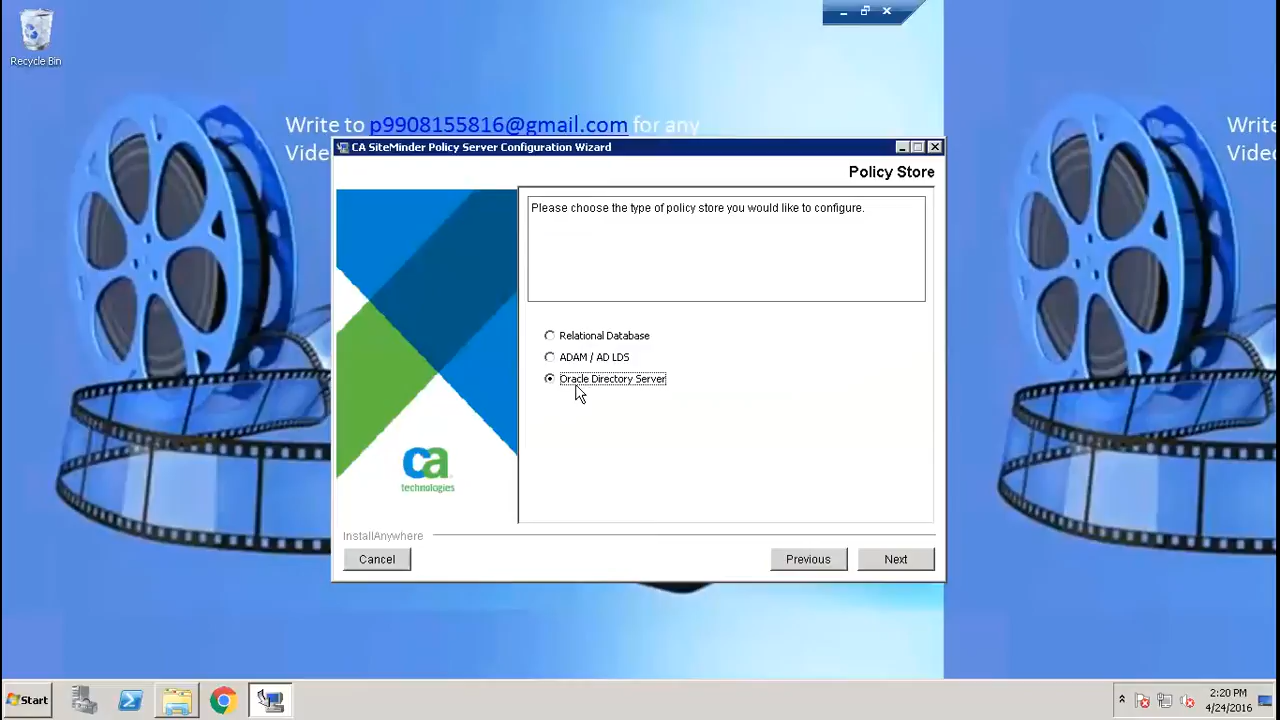 Recycle Bin
Write to p9908155816@gmail.com for any
Video
Write
Video
CA SiteMinder Policy Server Configuration Wizard
Policy Store
Please choose the type of policy store you would like to configure.
Relational Database
ADAM / AD LDS
Oracle Directory Server
ca
technologies
InstallAnywhere
Cancel
Previous
Next
Start
2:20 PM
4/24/2016